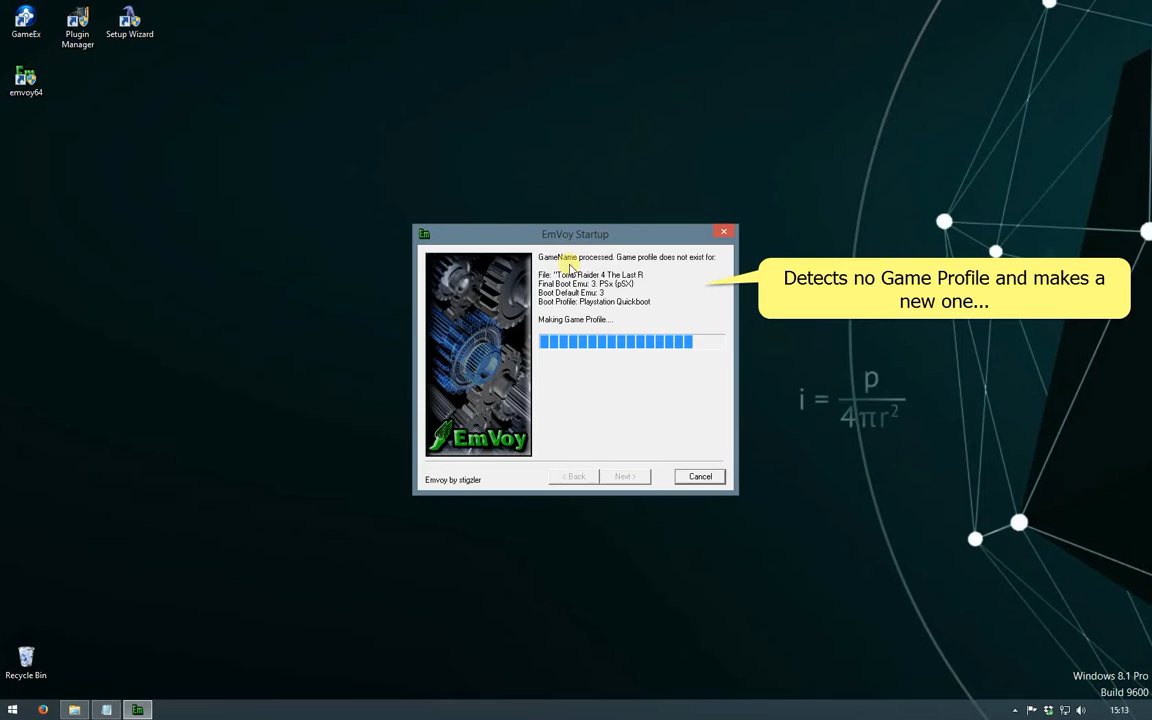 GameEx
Plugin
Manager
Setup Wizard
emvoy64
EmVoy Startup
GameName processed. Game profile does not exist for:
File: "Tomb Raider 4 The Last R
Final Boot Emu: 3. PSx (pSX)
Boot Default Emu: 3
Boot Profile: Playstation Quickboot
Making Game Profile....
EmVoy
Emvoy by stigzler
< Back
Next >
Cancel
Detects no Game Profile and makes a
new one...
i = p
4πr²
Recycle Bin
Windows 8.1 Pro
Build 9600
15:13